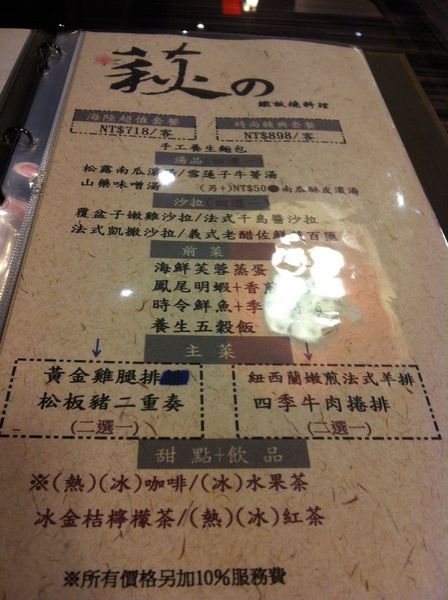 萩の
鐵板燒料理
海陸超值套餐
NT$718/客
時尚精典套餐
NT$898/客
手工養生麵包
湯品(四選一)
松露南瓜濃湯/雪蓮子牛蒡湯
山藥味噌湯 (另+)NT$50●南瓜酥皮濃湯
沙拉(四選一)
覆盆子嫩雞沙拉/法式千島醬沙拉
法式凱撒沙拉/義式老醋佐鮮蔬百匯
前菜
海鮮芙蓉蒸蛋
鳳尾明蝦+香煎
時令鮮魚+季
養生五穀飯
主菜
黃金雞腿排
松板豬二重奏
(二選一)
紐西蘭嫩煎法式羊排
四季牛肉捲排
(二選一)
甜點+飲品
※(熱)(冰)咖啡/(冰)水果茶
冰金桔檸檬茶/(熱)(冰)紅茶
※所有價格另加10%服務費